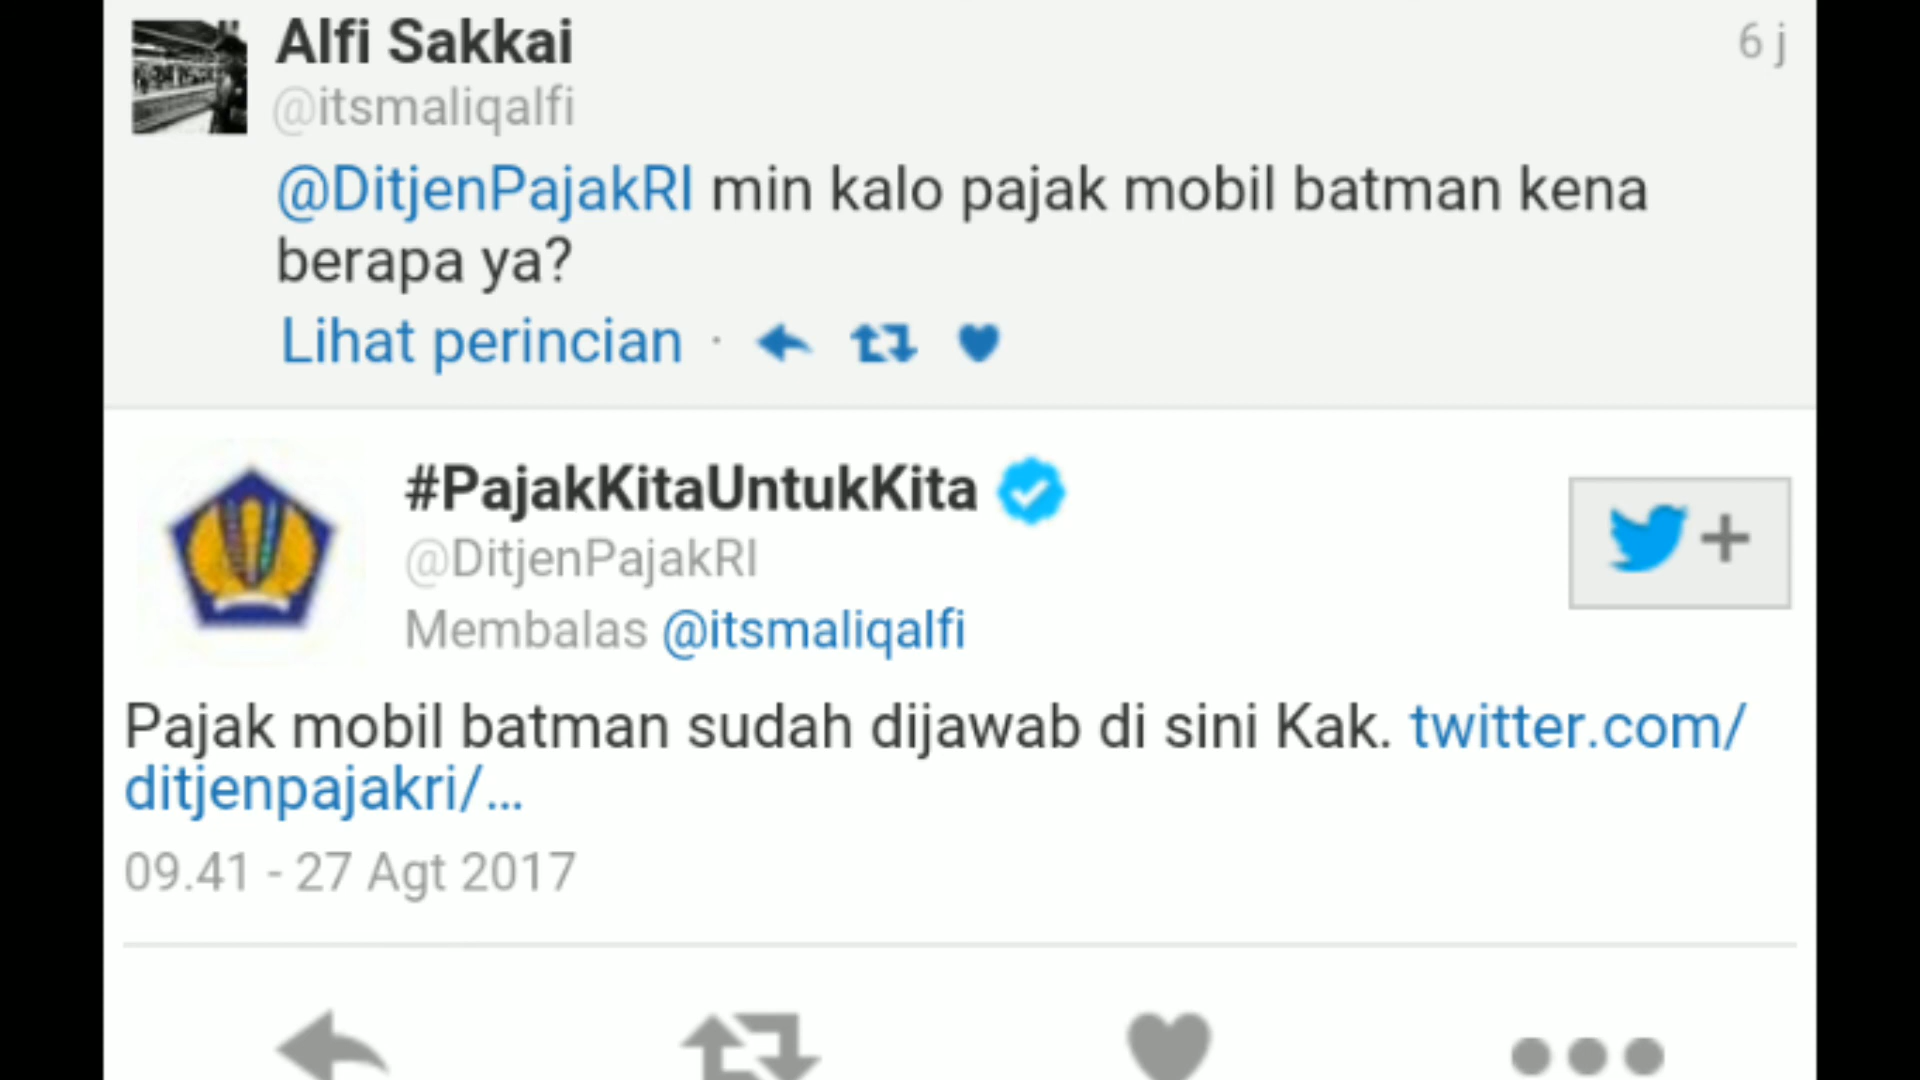 Alfi Sakkai
6 j
@itsmaliqalfi
@DitjenPajakRI min kalo pajak mobil batman kena
berapa ya?
Lihat perincian ·
#PajakKitaUntukKita
@DitjenPajakRI
Membalas @itsmaliqalfi
Pajak mobil batman sudah dijawab di sini Kak. twitter.com/
ditjenpajakri/...
09.41 - 27 Agt 2017